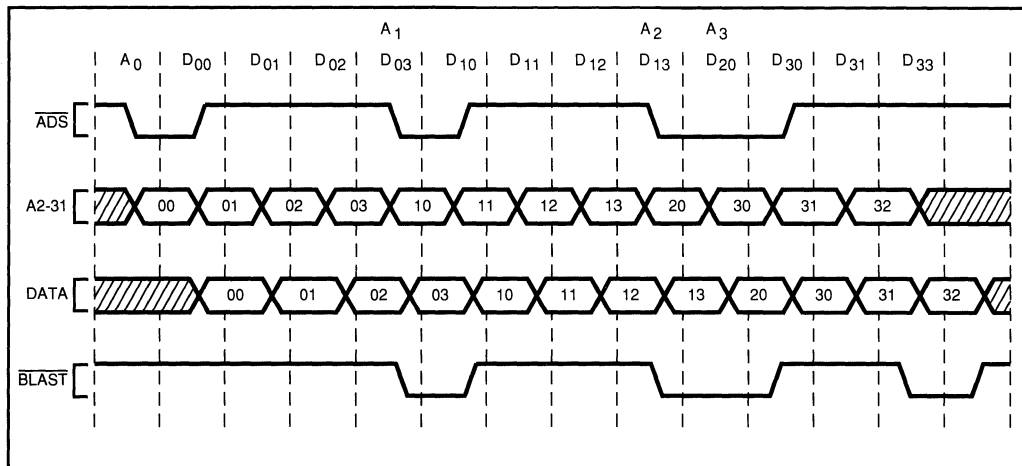 A1 A2 A3
A0 D00 D01 D02 D03 D10 D11 D12 D13 D20 D30 D31 D33
ADS
A2-31 00 01 02 03 10 11 12 13 20 30 31 32
DATA 00 01 02 03 10 11 12 13 20 30 31 32
BLAST